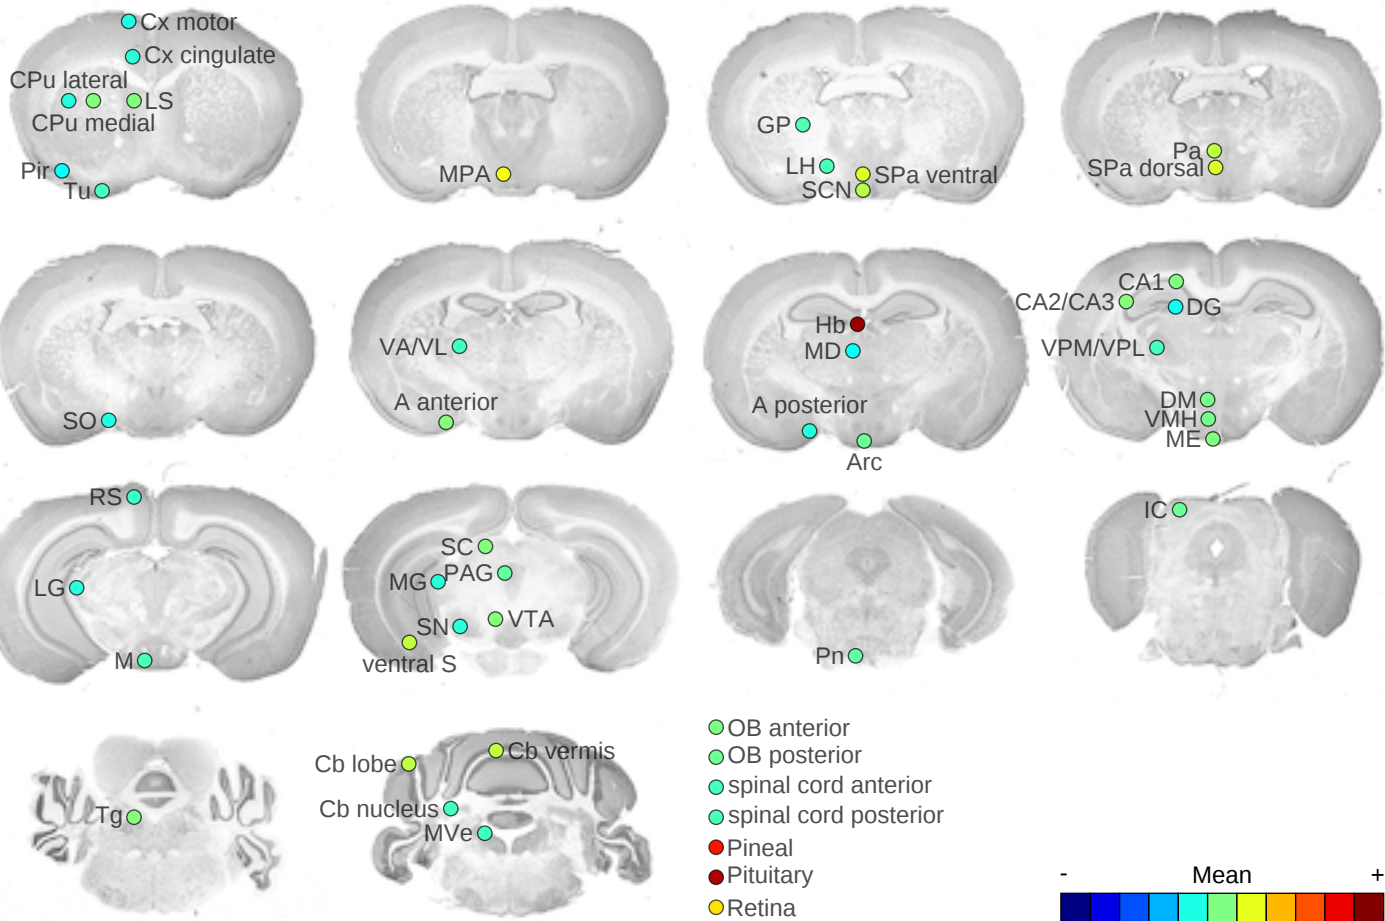 Cx motor
Cx cingulate
CPu lateral
LS
CPu medial
Pir
Tu
MPA
GP
LH
SPa ventral
SCN
Pa
SPa dorsal
SO
VA/VL
A anterior
Hb
MD
A posterior
Arc
CA1
CA2/CA3
DG
VPM/VPL
DM
VMH
ME
RS
LG
M
SC
PAG
MG
VTA
SN
ventral S
Pn
IC
Tg
Cb lobe
Cb vermis
Cb nucleus
MVe
OB anterior
OB posterior
spinal cord anterior
spinal cord posterior
Pineal
Pituitary
Retina
- Mean +